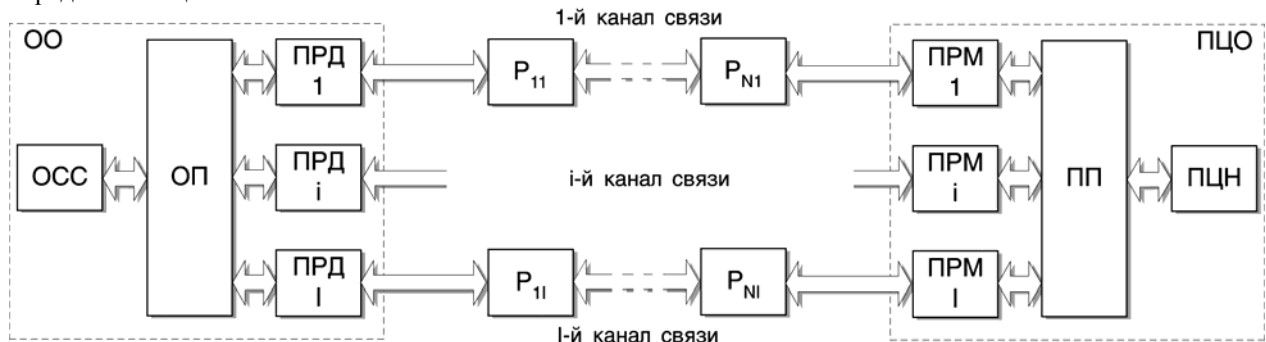 1-й канал связи
ОО
ПЦО
ПРД 1
P11
PN1
ПРМ 1
ОСС
ОП
ПРД i
i-й канал связи
ПРМ i
ПП
ПЦН
ПРД I
P1I
PNI
ПРМ I
I-й канал связи